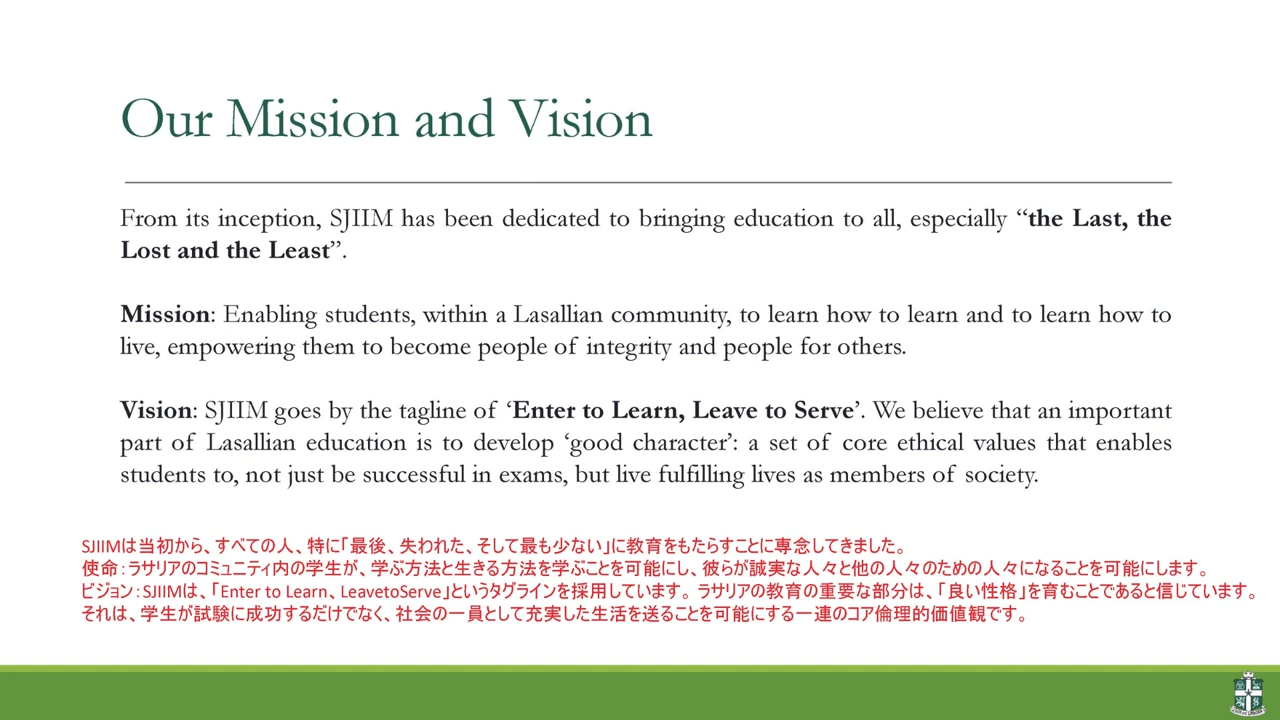 Our Mission and Vision
From its inception, SJIIM has been dedicated to bringing education to all, especially “the Last, the
Lost and the Least”.
Mission: Enabling students, within a Lasallian community, to learn how to learn and to learn how to
live, empowering them to become people of integrity and people for others.
Vision: SJIIM goes by the tagline of ‘Enter to Learn, Leave to Serve’. We believe that an important
part of Lasallian education is to develop ‘good character’: a set of core ethical values that enables
students to, not just be successful in exams, but live fulfilling lives as members of society.
SJIIMは当初から、すべての人、特に「最後、失われた、そして最も少ない」に教育をもたらすことに専念してきました。
使命：ラサリアのコミュニティ内の学生が、学ぶ方法と生きる方法を学ぶことを可能にし、彼らが誠実な人々と他の人々のための人々になることを可能にします。
ビジョン：SJIIMは、「Enter to Learn、LeavetoServe」というタグラインを採用しています。 ラサリアの教育の重要な部分は、「良い性格」を育むことであると信じています。
それは、学生が試験に成功するだけでなく、社会の一員として充実した生活を送ることを可能にする一連のコア倫理的価値観です。